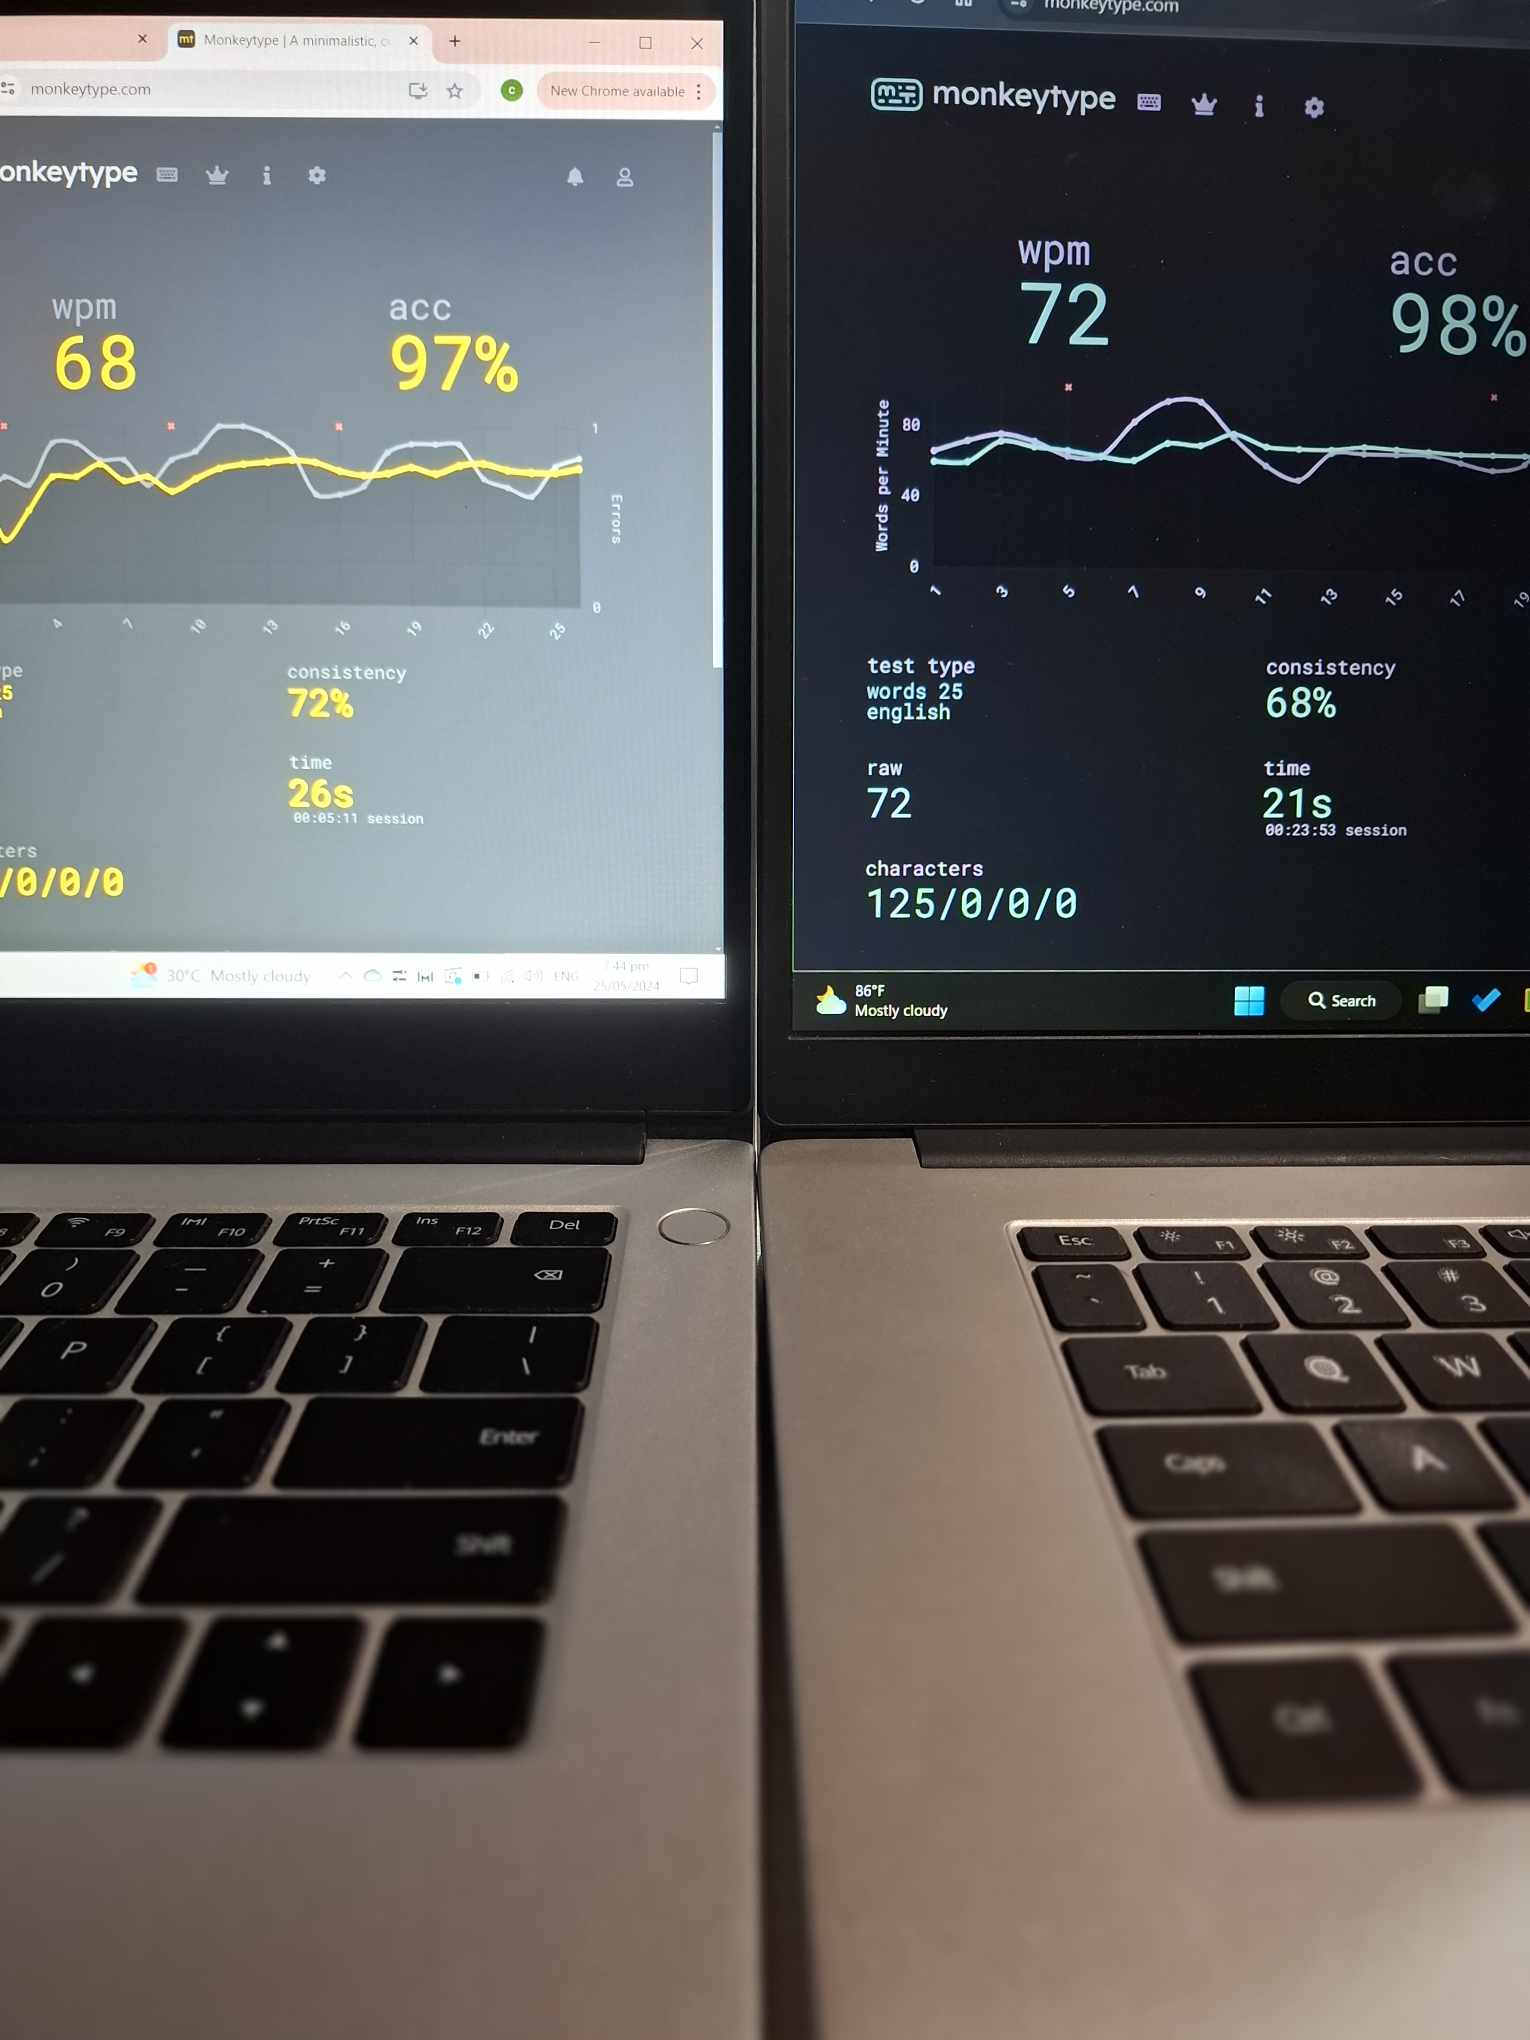 Monkeytype | A minimalistic, c
monkeytype.com
New Chrome available
onkeytype
wpm
68
acc
97%
1
Errors
0
4 7 10 13 16 19 22 25
pe
5
consistency
72%
time
26s
00:05:11 session
ters
/0/0/0
30°C Mostly cloudy
ENG
7:44 pm
25/05/2024
monkeytype.com
monkeytype
wpm
72
acc
98%
Words per Minute
80
40
0
1 3 5 7 9 11 13 15 17 19
test type
words 25
english
consistency
68%
raw
72
time
21s
00:23:53 session
characters
125/0/0/0
86°F
Mostly cloudy
Search
F9 F10 PrtSc F11 Ins F12 Del
) 0 — - + =
P { [ } ] | \
: ; " ' Enter
? / Shift
Esc F1 F2 F3
~ ` ! 1 @ 2 # 3
Tab Q W
Caps A
Shift
Ctrl Fn